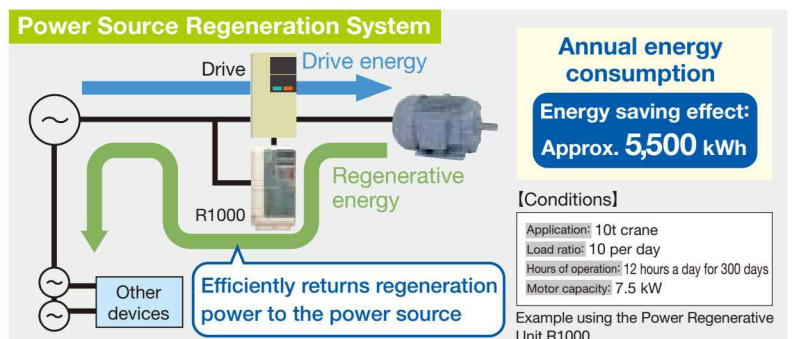 Power Source Regeneration System
Drive
Drive energy
Regenerative
energy
R1000
Other
devices
Efficiently returns regeneration
power to the power source
Annual energy
consumption
Energy saving effect:
Approx. 5,500 kWh
【Conditions】
Application: 10t crane
Load ratio: 10 per day
Hours of operation: 12 hours a day for 300 days
Motor capacity: 7.5 kW
Example using the Power Regenerative
Unit R1000